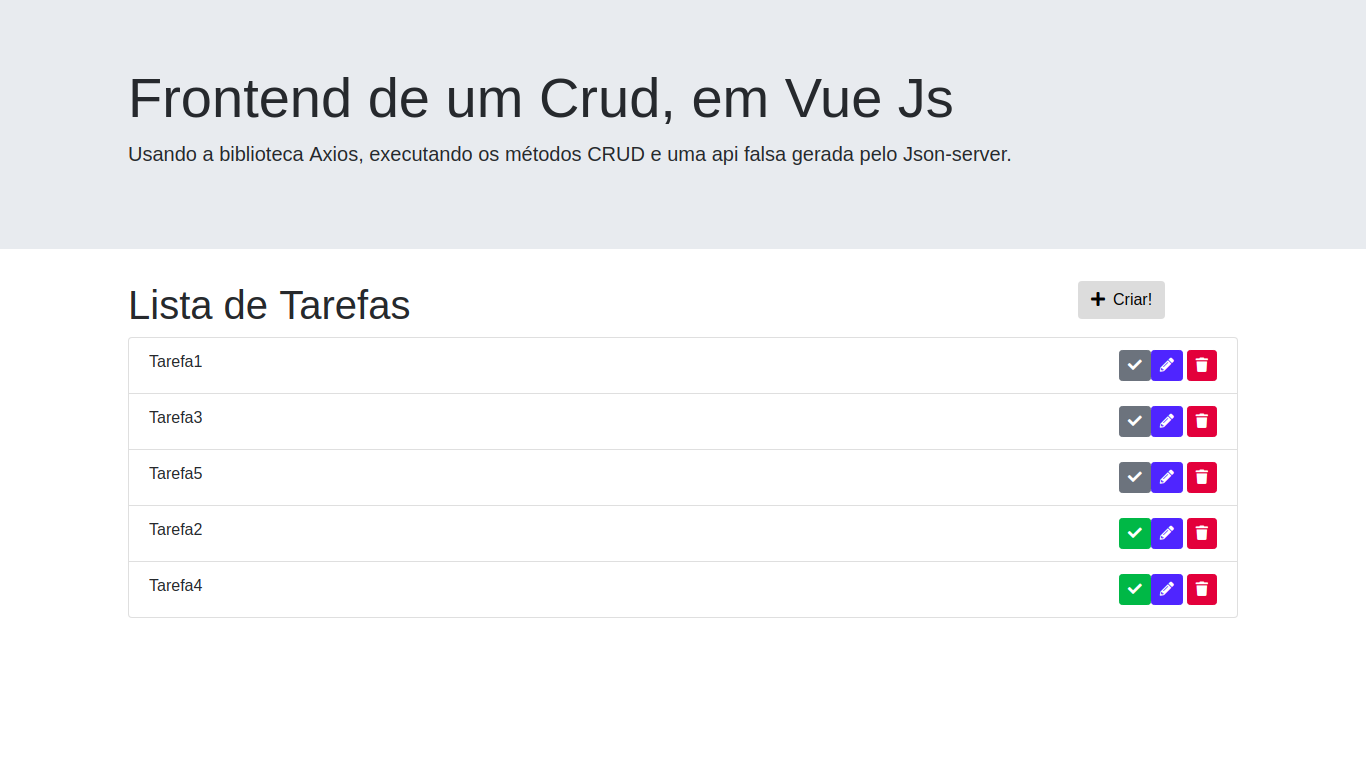 Frontend de um Crud, em Vue Js
Usando a biblioteca Axios, executando os métodos CRUD e uma api falsa gerada pelo Json-server.
Lista de Tarefas
Criar!
Tarefa1
Tarefa3
Tarefa5
Tarefa2
Tarefa4